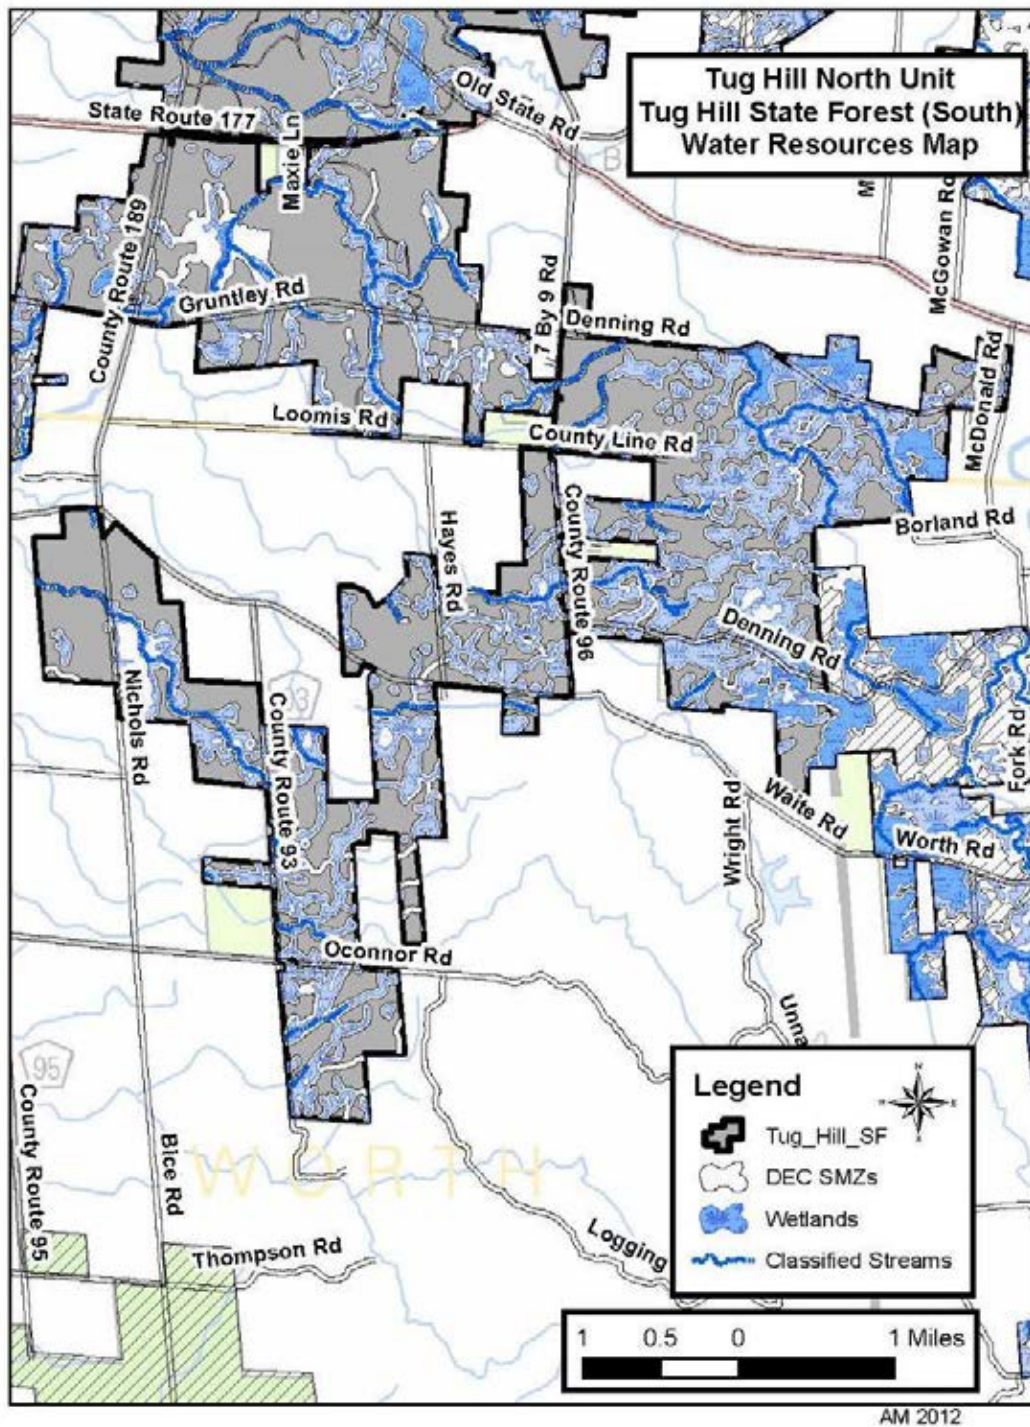 Tug Hill North Unit
Tug Hill State Forest (South)
Water Resources Map
Old State Rd
State Route 177
Maxie Ln
McGowan Rd
County Route 189
Gruntley Rd
7 By 9 Rd
Denning Rd
McDonald Rd
Loomis Rd
County Line Rd
Hayes Rd
County Route 96
Borland Rd
Denning Rd
Nichols Rd
County Route 93
Fork Rd
Waite Rd
Wright Rd
Worth Rd
Oconnor Rd
Unna
95
County Route 95
Bice Rd
WORTH
Thompson Rd
Logging
Legend
N
Tug_Hill_SF
DEC SMZs
Wetlands
Classified Streams
1 0.5 0 1 Miles
AM 2012